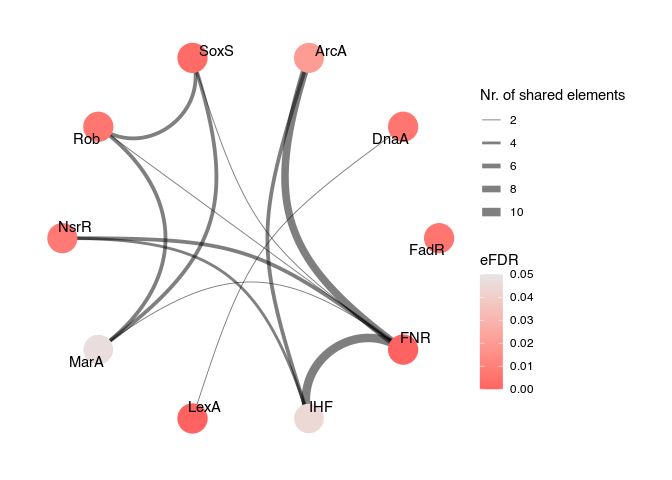 SoxS
ArcA
Rob
DnaA
NsrR
FadR
MarA
FNR
LexA
IHF
Nr. of shared elements
2
4
6
8
10
eFDR
0.05
0.04
0.03
0.02
0.01
0.00